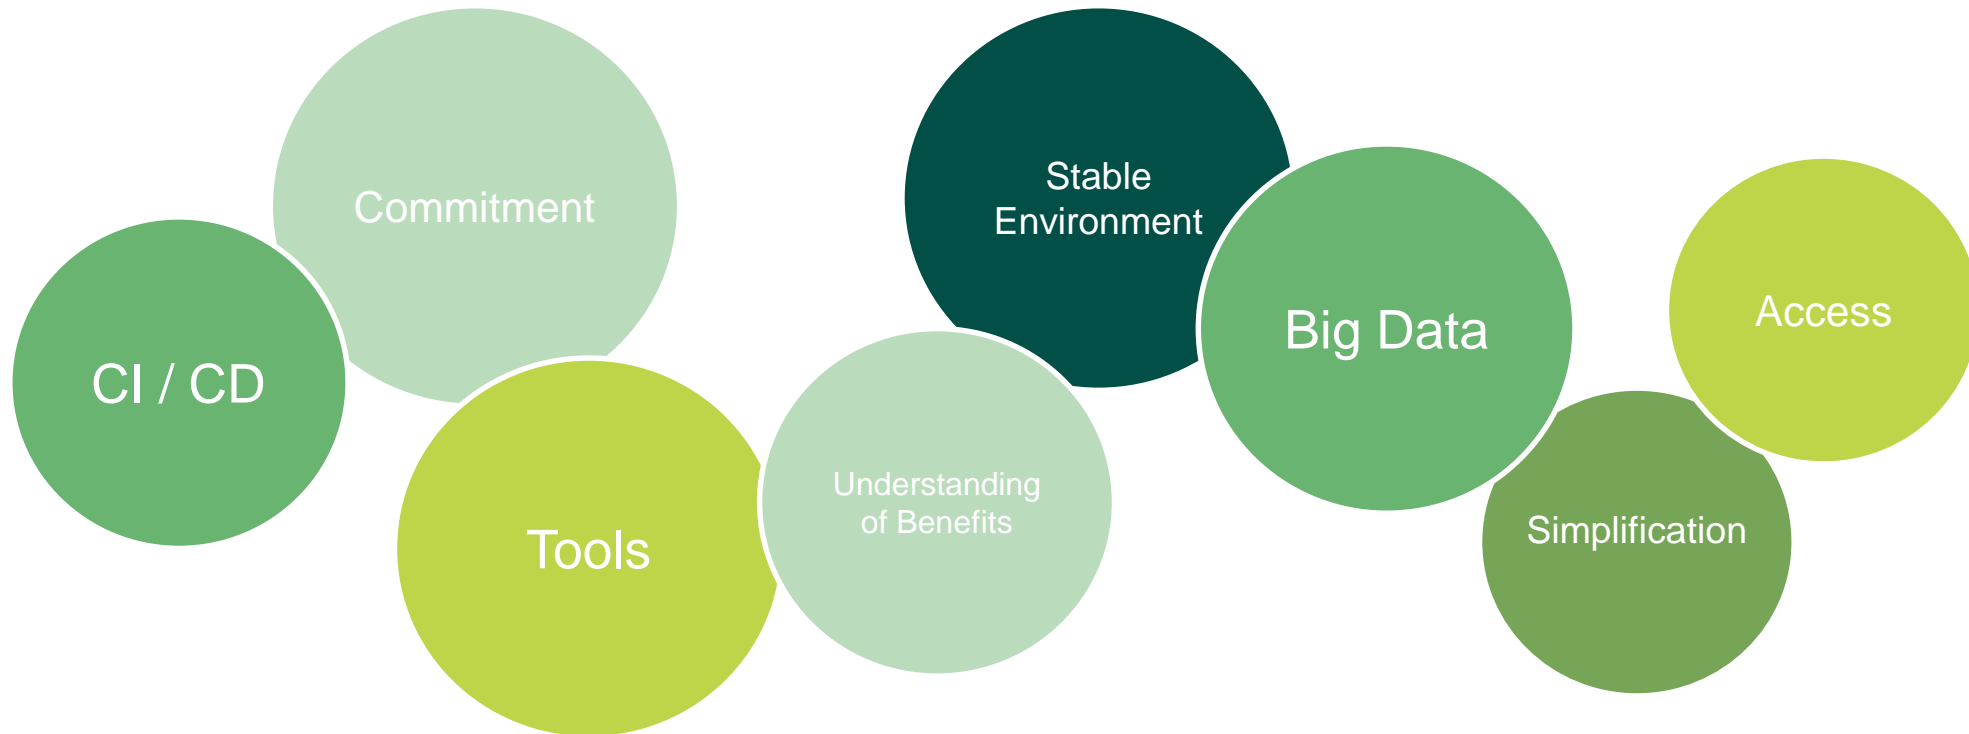 Commitment
CI / CD
Tools
Understanding
of Benefits
Stable
Environment
Big Data
Simplification
Access